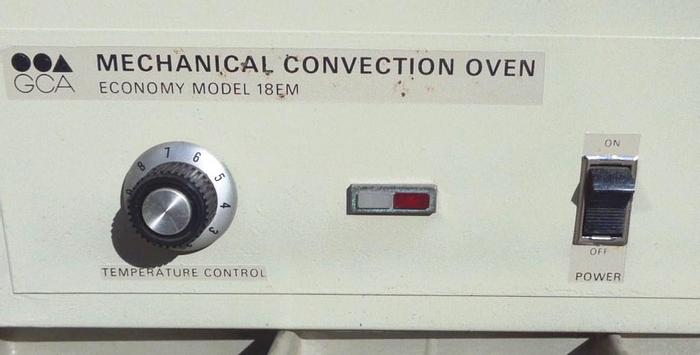 GCA
MECHANICAL CONVECTION OVEN
ECONOMY MODEL 18EM
8 7 6 5 4 3
TEMPERATURE CONTROL
ON
OFF
POWER